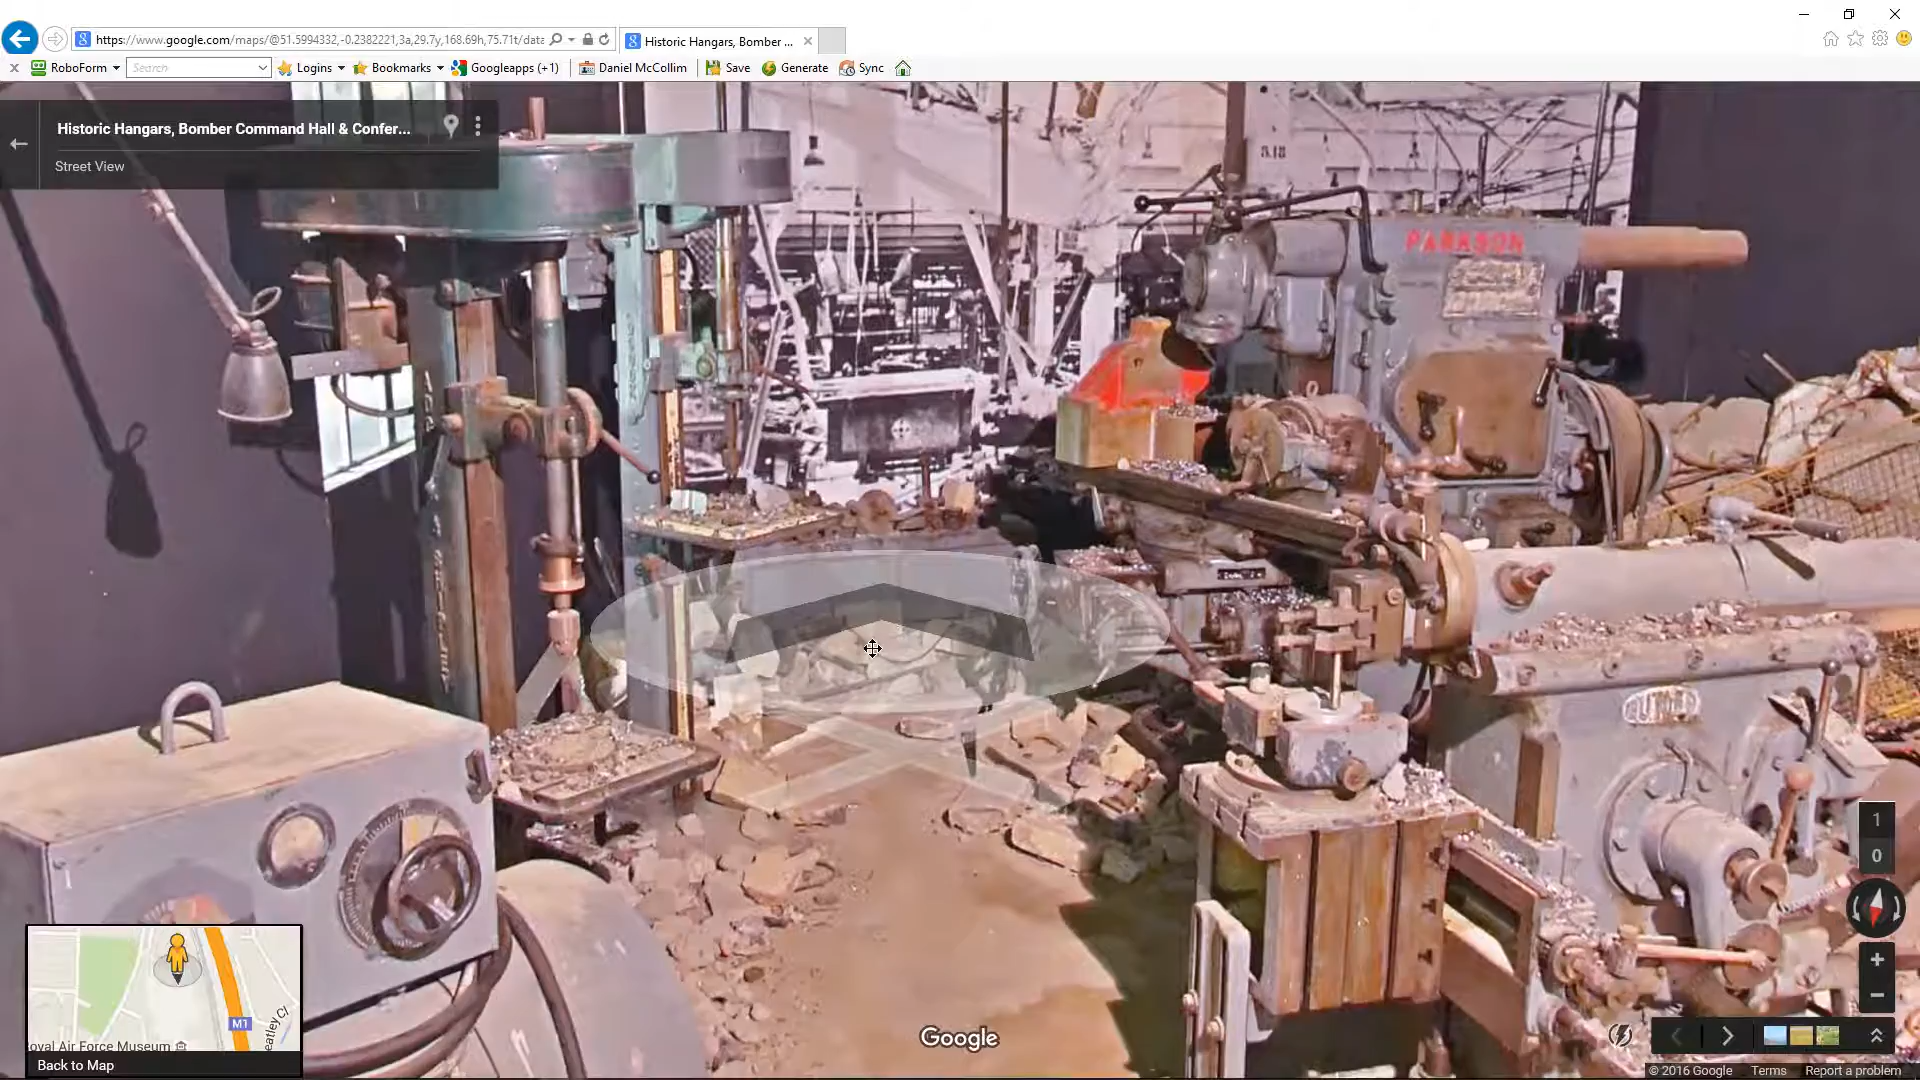 https://www.google.com/maps/@51.5994332,-0.2382221,3a,29.7y,168.69h,75.71t/data
Historic Hangars, Bomber ...
RoboForm
Search
Logins
Bookmarks
Googleapps (+1)
Daniel McCollim
Save
Generate
Sync
Historic Hangars, Bomber Command Hall & Confer...
Street View
PARKSON
1
0
M1
eatley Cl
oyal Air Force Museum
Back to Map
Google
© 2016 Google
Terms
Report a problem